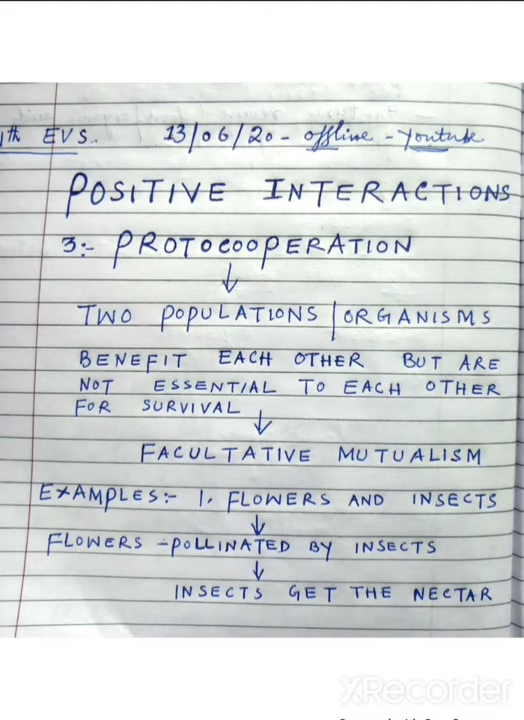 th EVS. 13/06/20 - offline - Youtube
POSITIVE INTERACTIONS
3:- PROTOCOOPERATION
↓
TWO POPULATIONS / ORGANISMS
BENEFIT EACH OTHER BUT ARE
NOT ESSENTIAL TO EACH OTHER
FOR SURVIVAL
↓
FACULTATIVE MUTUALISM
EXAMPLES:- 1. FLOWERS AND INSECTS
↓
FLOWERS - POLLINATED BY INSECTS
↓
INSECTS GET THE NECTAR
XRecorder